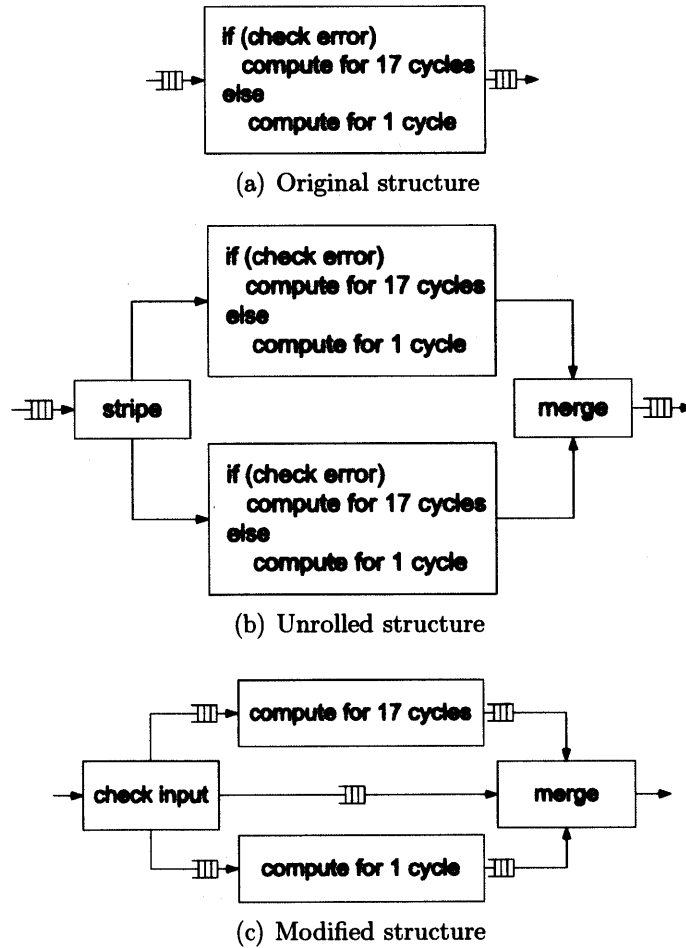 if (check error)
compute for 17 cycles
else
compute for 1 cycle
(a) Original structure
if (check error)
compute for 17 cycles
else
compute for 1 cycle
stripe
merge
if (check error)
compute for 17 cycles
else
compute for 1 cycle
(b) Unrolled structure
compute for 17 cycles
check input
merge
compute for 1 cycle
(c) Modified structure